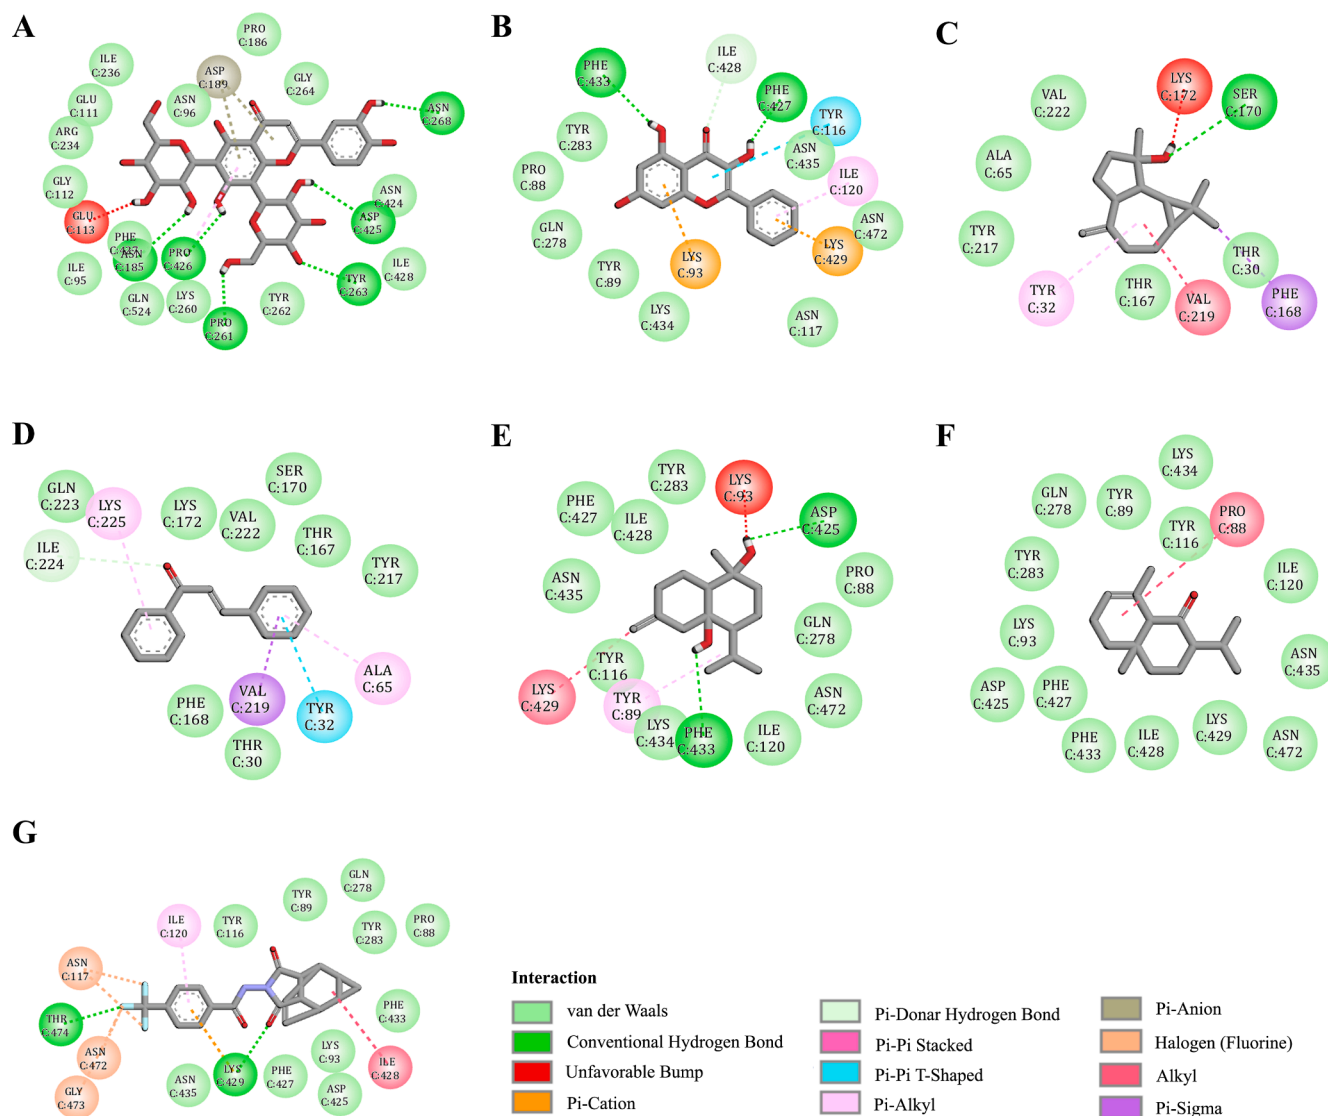 A
PRO
C:186
ILE
C:236
ASP
C:189
GLY
C:264
GLU
C:111
ASN
C:96
ASN
C:268
ARG
C:234
GLY
C:112
GLU
C:113
ASN
C:424
ASP
C:425
PHE
C:427
ASN
C:185
PRO
C:426
ILE
C:95
ILE
C:428
TYR
C:263
GLN
C:524
LYS
C:260
TYR
C:262
PRO
C:261
B
PHE
C:433
ILE
C:428
PHE
C:427
TYR
C:116
TYR
C:283
ASN
C:435
PRO
C:88
ILE
C:120
GLN
C:278
ASN
C:472
TYR
C:89
LYS
C:93
LYS
C:429
LYS
C:434
ASN
C:117
C
LYS
C:172
SER
C:170
VAL
C:222
ALA
C:65
TYR
C:217
THR
C:30
TYR
C:32
THR
C:167
VAL
C:219
PHE
C:168
D
GLN
C:223
LYS
C:225
LYS
C:172
VAL
C:222
SER
C:170
THR
C:167
TYR
C:217
ILE
C:224
ALA
C:65
PHE
C:168
VAL
C:219
TYR
C:32
THR
C:30
E
TYR
C:283
LYS
C:93
PHE
C:427
ILE
C:428
ASP
C:425
ASN
C:435
PRO
C:88
GLN
C:278
TYR
C:116
LYS
C:429
TYR
C:89
LYS
C:434
PHE
C:433
ILE
C:120
ASN
C:472
F
LYS
C:434
GLN
C:278
TYR
C:89
PRO
C:88
TYR
C:116
TYR
C:283
ILE
C:120
LYS
C:93
ASN
C:435
ASP
C:425
PHE
C:427
PHE
C:433
ILE
C:428
LYS
C:429
ASN
C:472
G
GLN
C:278
TYR
C:89
ILE
C:120
TYR
C:116
TYR
C:283
PRO
C:88
ASN
C:117
THR
C:474
PHE
C:433
ASN
C:472
LYS
C:93
ILE
C:428
GLY
C:473
ASN
C:435
LYS
C:429
PHE
C:427
ASP
C:425
Interaction
van der Waals
Conventional Hydrogen Bond
Unfavorable Bump
Pi-Cation
Pi-Donar Hydrogen Bond
Pi-Pi Stacked
Pi-Pi T-Shaped
Pi-Alkyl
Pi-Anion
Halogen (Fluorine)
Alkyl
Pi-Sigma